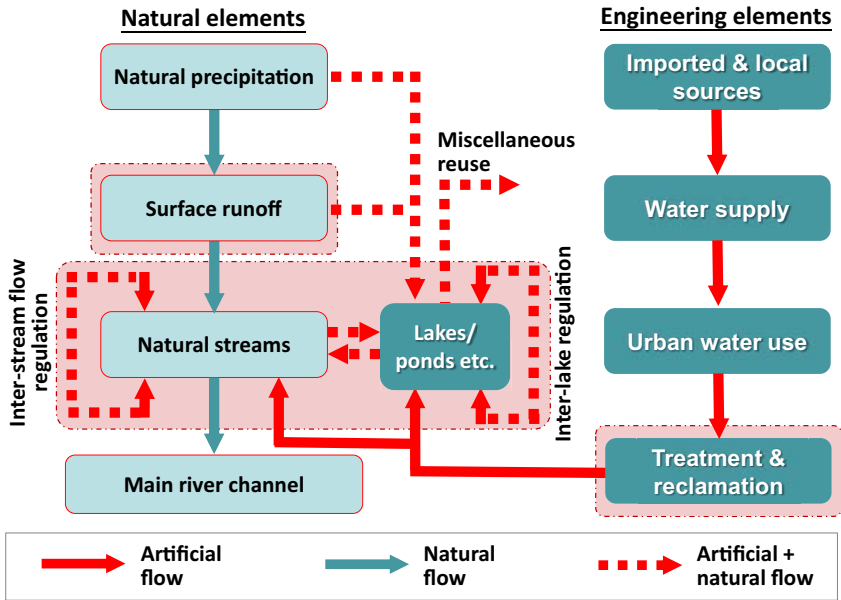 Natural elements
Engineering elements
Natural precipitation
Imported & local
sources
Miscellaneous
reuse
Surface runoff
Water supply
Inter-stream flow
regulation
Natural streams
Lakes/
ponds etc.
Inter-lake regulation
Urban water use
Main river channel
Treatment &
reclamation
Artificial
flow
Natural
flow
Artificial +
natural flow